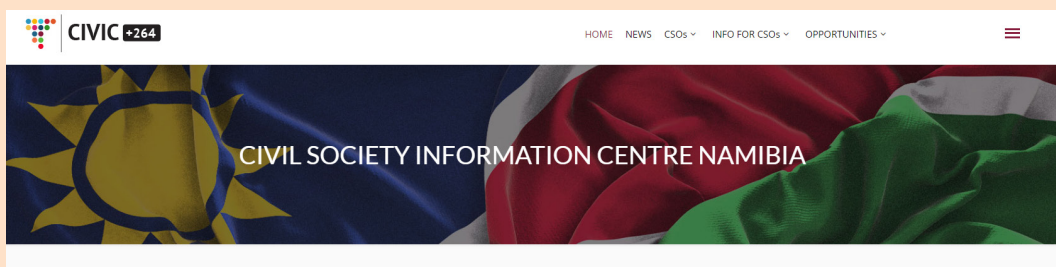 CIVIC +264
HOME NEWS CSOs INFO FOR CSOs OPPORTUNITIES
CIVIL SOCIETY INFORMATION CENTRE NAMIBIA